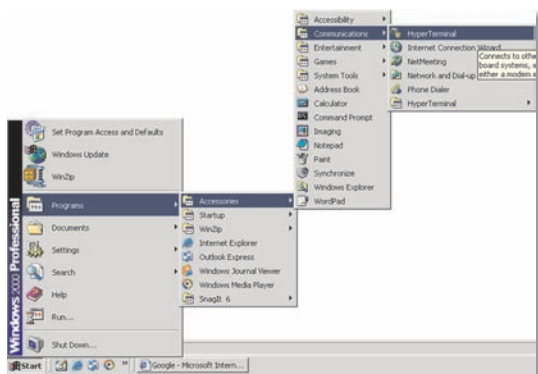 Accessibility
Communications
Entertainment
Games
System Tools
Address Book
Calculator
Command Prompt
Imaging
Notepad
Paint
Synchronize
Windows Explorer
WordPad
HyperTerminal
Internet Connection Wizard
NetMeeting
Network and Dial-up
Phone Dialer
HyperTerminal
Connects to othe
board systems,
either a modem
Set Program Access and Defaults
Windows Update
WinZip
Programs
Documents
Settings
Search
Help
Run...
Shut Down...
Windows 2000 Professional
Accessories
Startup
WinZip
Internet Explorer
Outlook Express
Windows Journal Viewer
Windows Media Player
SnagIt 6
Start
Google - Microsoft Intern...